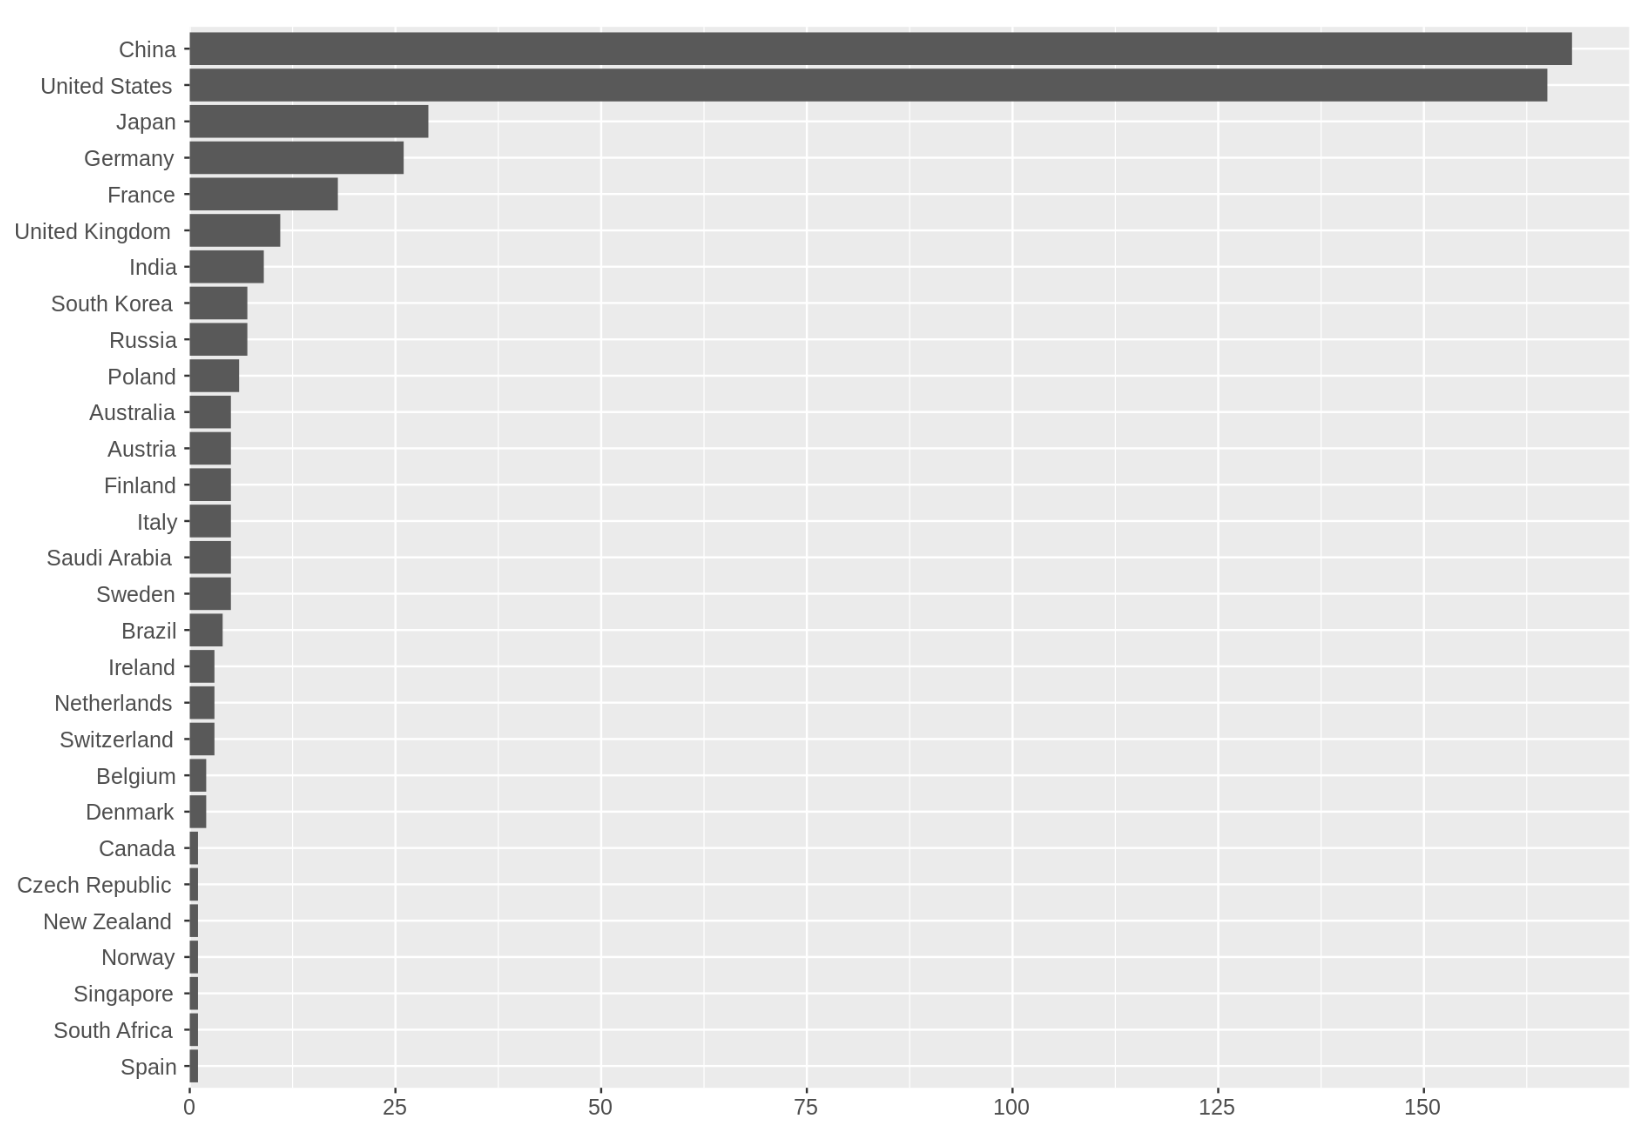 China
United States
Japan
Germany
France
United Kingdom
India
South Korea
Russia
Poland
Australia
Austria
Finland
Italy
Saudi Arabia
Sweden
Brazil
Ireland
Netherlands
Switzerland
Belgium
Denmark
Canada
Czech Republic
New Zealand
Norway
Singapore
South Africa
Spain
0 25 50 75 100 125 150